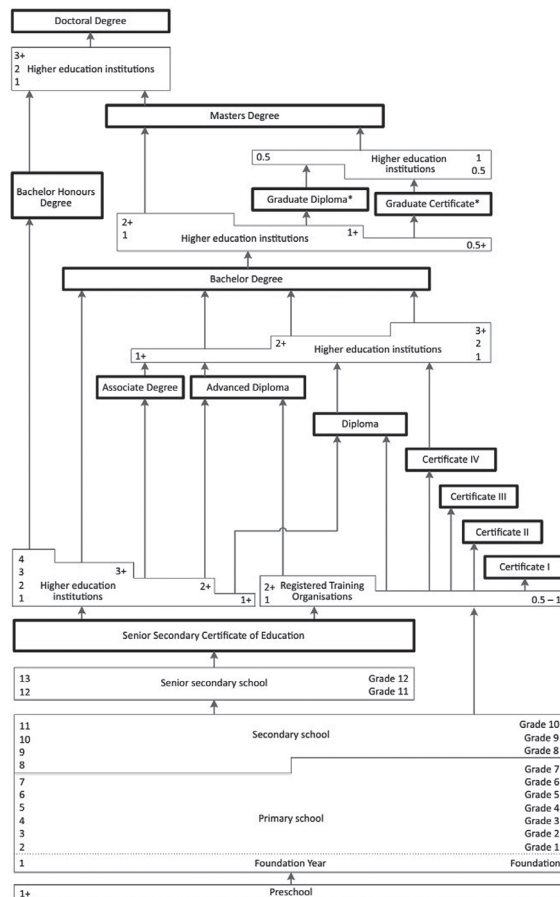 Doctoral Degree
3+
2 Higher education institutions
1
Masters Degree
0.5
Higher education 1
institutions 0.5
Bachelor Honours
Degree
Graduate Diploma*
Graduate Certificate*
2+
1+
1 Higher education institutions
0.5+
Bachelor Degree
3+
2+
Higher education institutions 2
1+
1
Associate Degree
Advanced Diploma
Diploma
Certificate IV
Certificate III
Certificate II
Certificate I
4
3 3+
2 Higher education 2+
1 institutions 1+
2+ Registered Training
1 Organisations 0.5 – 1
Senior Secondary Certificate of Education
13 Senior secondary school Grade 12
12 Grade 11
11 Secondary school Grade 10
10 Grade 9
9 Grade 8
8 Grade 7
7 Grade 6
6 Grade 5
5 Grade 4
4 Primary school Grade 3
3 Grade 2
2 Grade 1
1 Foundation Year Foundation
1+ Preschool